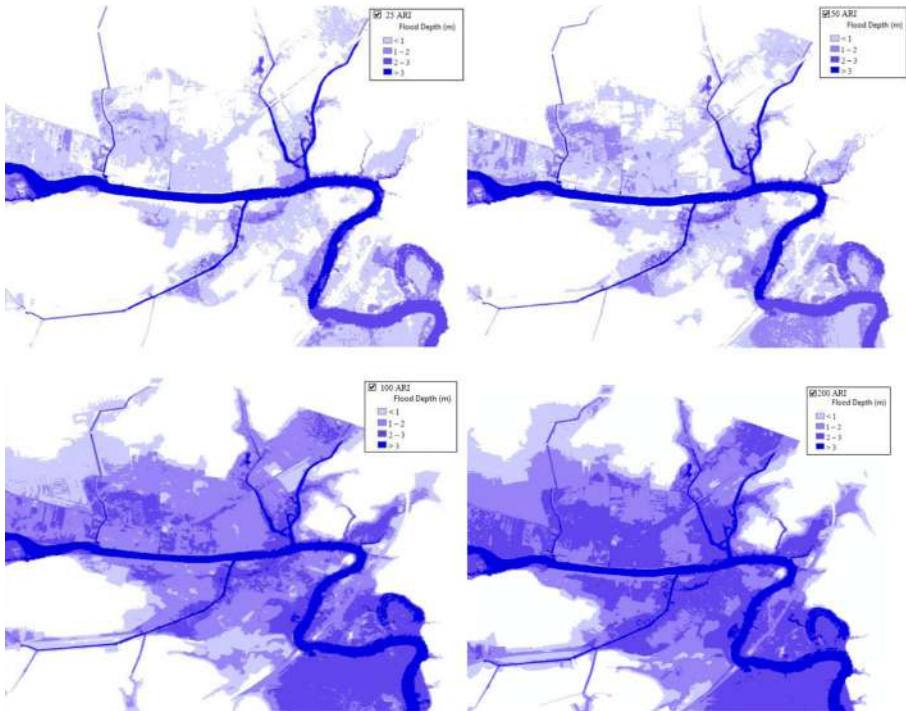 25 ARI
Flood Depth (m)
< 1
1 – 2
2 – 3
> 3
50 ARI
Flood Depth (m)
< 1
1 – 2
2 – 3
> 3
100 ARI
Flood Depth (m)
< 1
1 – 2
2 – 3
> 3
200 ARI
Flood Depth (m)
< 1
1 – 2
2 – 3
> 3